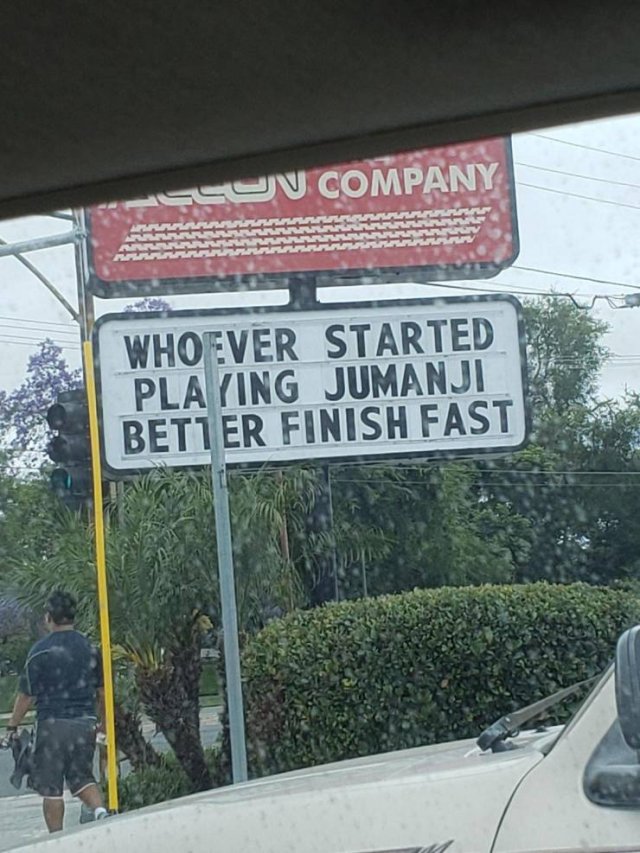 COMPANY
WHOEVER STARTED
PLAYING JUMANJI
BETTER FINISH FAST